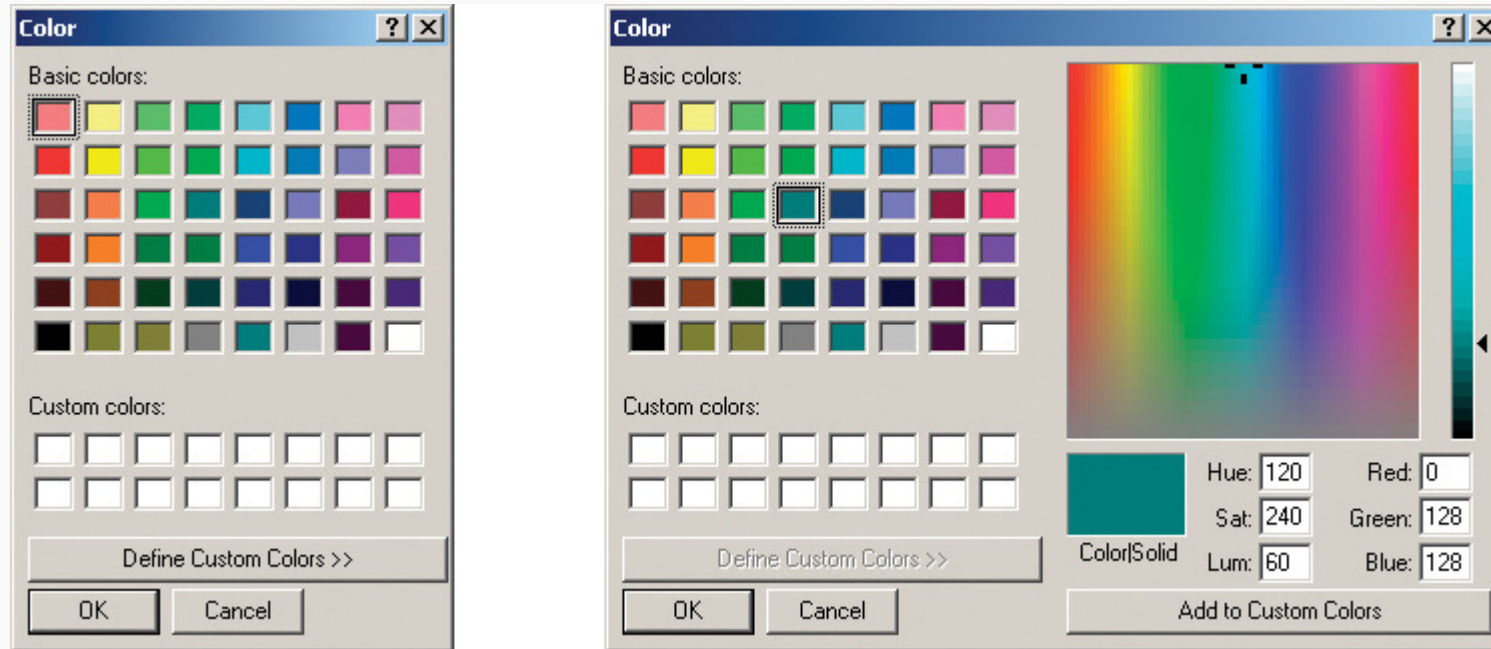 Color
Basic colors:
Custom colors:
Define Custom Colors >>
OK Cancel
Color
Basic colors:
Custom colors:
Define Custom Colors >>
OK Cancel
Color|Solid
Hue: 120 Red: 0
Sat: 240 Green: 128
Lum: 60 Blue: 128
Add to Custom Colors